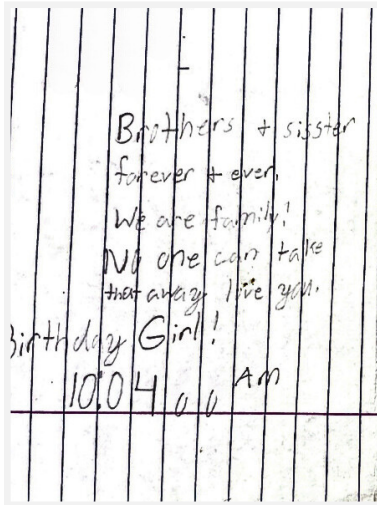 Brothers + sisster
forever + ever.
We are family!
No one can take
that away love you.
Birthday Girl!
10:04 00 AM